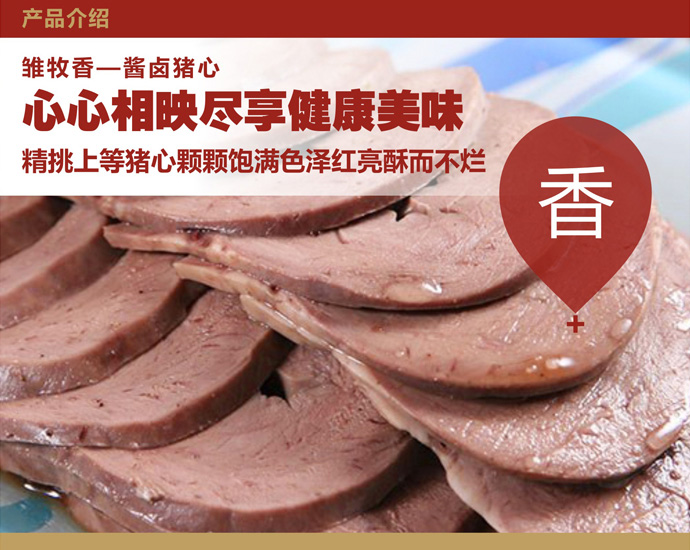 产品介绍
雏牧香—酱卤猪心
心心相映尽享健康美味
精挑上等猪心颗颗饱满色泽红亮酥而不烂
香